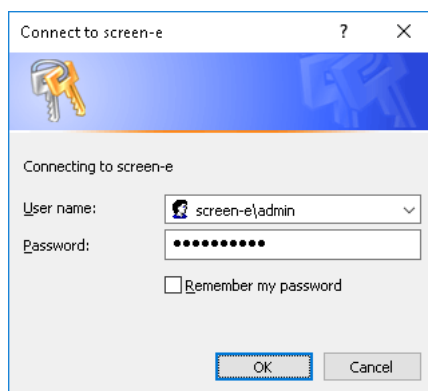 Connect to screen-e
Connecting to screen-e
User name: screen-e\admin
Password: ••••••••••
Remember my password
OK Cancel